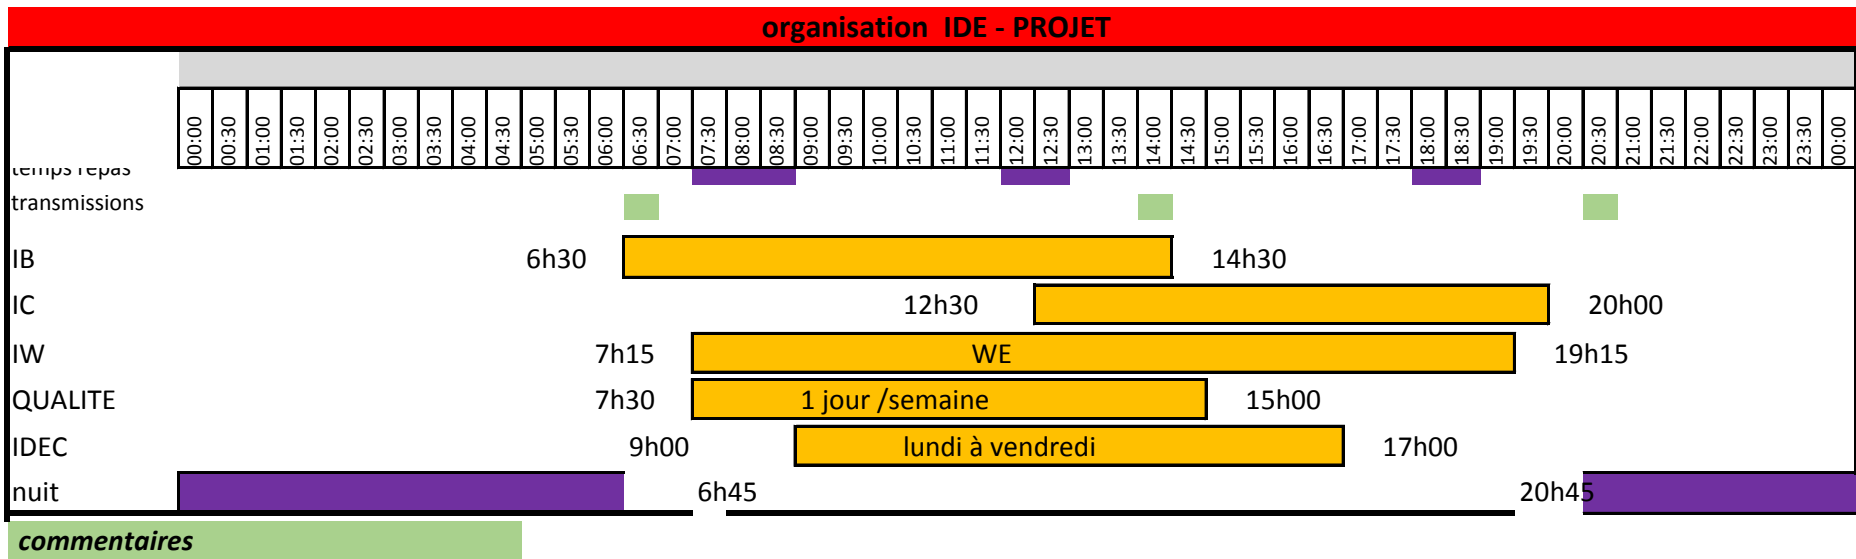 organisation IDE - PROJET
00:00 00:30 01:00 01:30 02:00 02:30 03:00 03:30 04:00 04:30 05:00 05:30 06:00 06:30 07:00 07:30 08:00 08:30 09:00 09:30 10:00 10:30 11:00 11:30 12:00 12:30 13:00 13:30 14:00 14:30 15:00 15:30 16:00 16:30 17:00 17:30 18:00 18:30 19:00 19:30 20:00 20:30 21:00 21:30 22:00 22:30 23:00 23:30 00:00
temps repas
transmissions
IB 6h30 14h30
IC 12h30 20h00
IW 7h15 WE 19h15
QUALITE 7h30 1 jour /semaine 15h00
IDEC 9h00 lundi à vendredi 17h00
nuit 6h45 20h45
commentaires